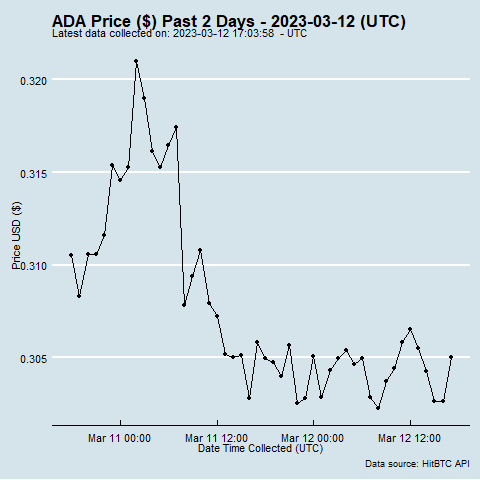 ADA Price ($) Past 2 Days - 2023-03-12 (UTC)
Latest data collected on: 2023-03-12 17:03:58 - UTC
0.320
0.315
0.310
0.305
Price USD ($)
Mar 11 00:00 Mar 11 12:00 Mar 12 00:00 Mar 12 12:00
Date Time Collected (UTC)
Data source: HitBTC API